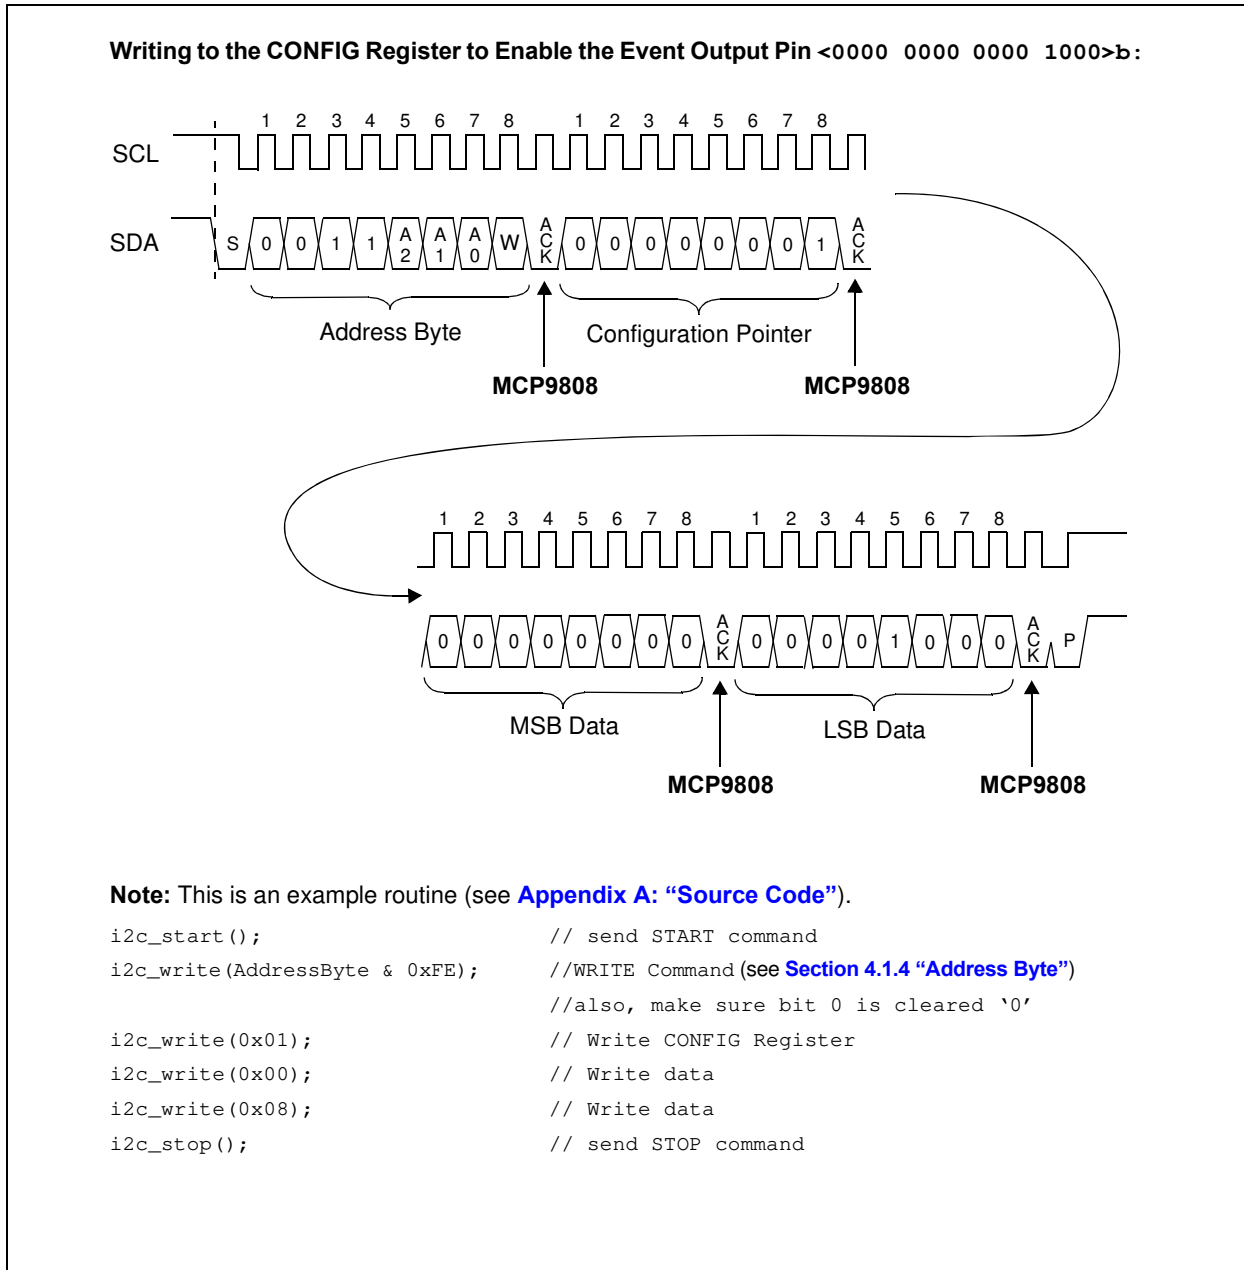 Writing to the CONFIG Register to Enable the Event Output Pin <0000 0000 0000 1000>b:
1 2 3 4 5 6 7 8 1 2 3 4 5 6 7 8
SCL
SDA S 0 0 1 1 A2 A1 A0 W ACK 0 0 0 0 0 0 0 1 ACK
Address Byte Configuration Pointer
MCP9808 MCP9808
1 2 3 4 5 6 7 8 1 2 3 4 5 6 7 8
0 0 0 0 0 0 0 0 ACK 0 0 0 0 1 0 0 0 ACK P
MSB Data LSB Data
MCP9808 MCP9808
Note: This is an example routine (see Appendix A: “Source Code”).
i2c_start(); // send START command
i2c_write(AddressByte & 0xFE); //WRITE Command (see Section 4.1.4 “Address Byte”)
//also, make sure bit 0 is cleared ‘0’
i2c_write(0x01); // Write CONFIG Register
i2c_write(0x00); // Write data
i2c_write(0x08); // Write data
i2c_stop(); // send STOP command